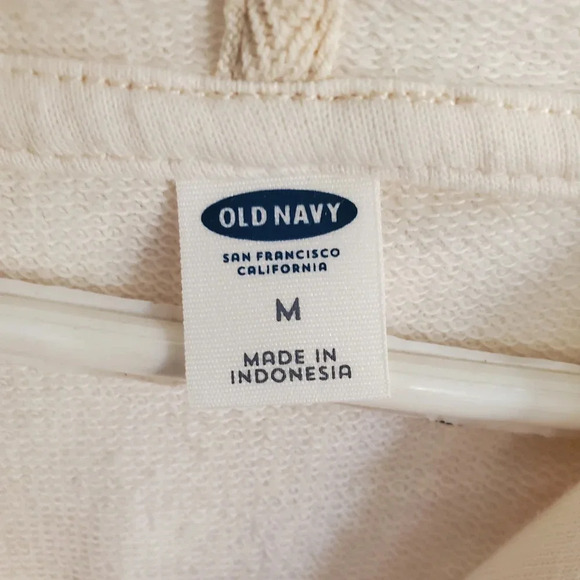 OLD NAVY
SAN FRANCISCO
CALIFORNIA
M
MADE IN
INDONESIA